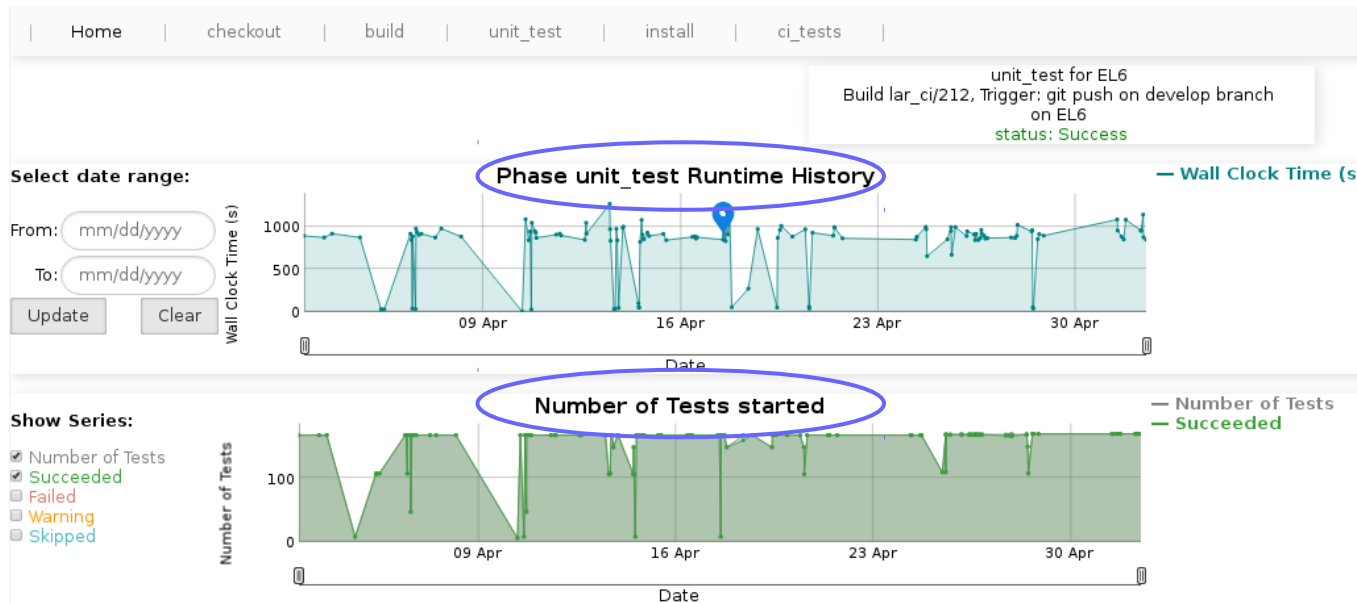 | Home | checkout | build | unit_test | install | ci_tests |
unit_test for EL6
Build lar_ci/212, Trigger: git push on develop branch
on EL6
status: Success
Select date range:
From: mm/dd/yyyy
To: mm/dd/yyyy
Update Clear
Phase unit_test Runtime History
Wall Clock Time (s
Wall Clock Time (s)
1000
500
0
09 Apr 16 Apr 23 Apr 30 Apr
Date
Show Series:
Number of Tests
Succeeded
Failed
Warning
Skipped
Number of Tests started
Number of Tests
Succeeded
Number of Tests
100
0
09 Apr 16 Apr 23 Apr 30 Apr
Date